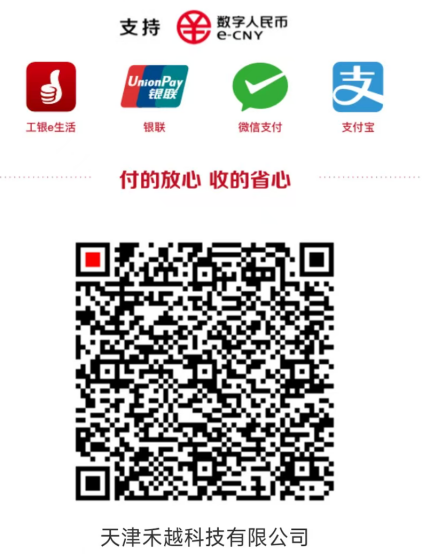 支持 数字人民币
e-CNY
UnionPay
银联
工银e生活 银联 微信支付 支付宝
付的放心 收的省心
天津禾越科技有限公司